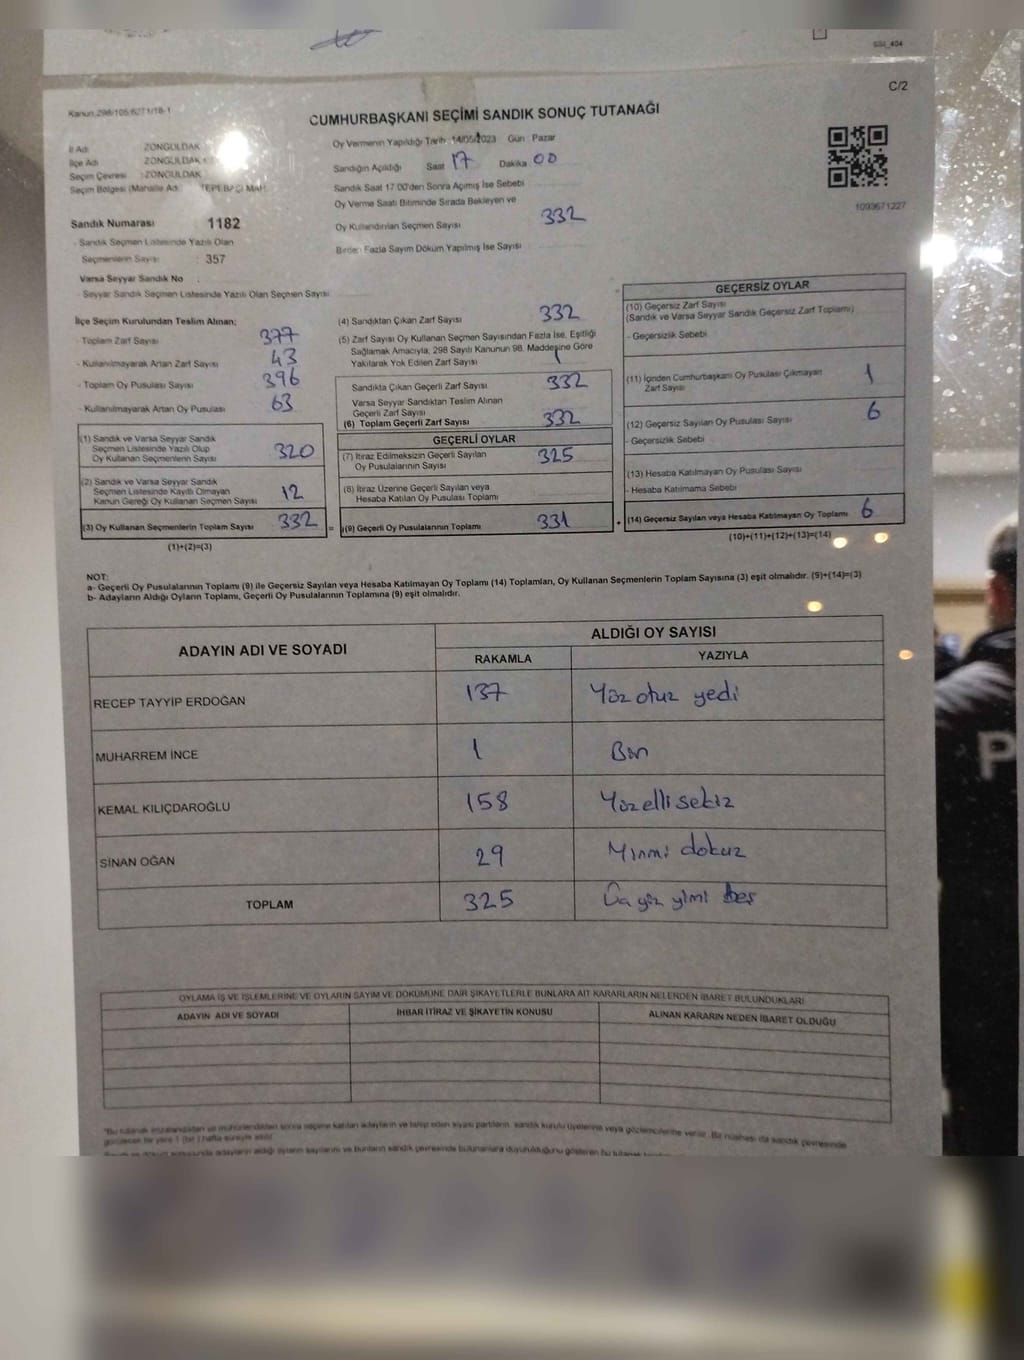 C/2
Kanun 298/105/6271/18-1
CUMHURBAŞKANI SEÇİMİ SANDIK SONUÇ TUTANAĞI
İl Adı ZONGULDAK
İlçe Adı ZONGULDAK
Seçim Çevresi : ZONGULDAK
Seçim Bölgesi (Mahalle Adı TEPEBAŞI MAH.
Sandık Numarası 1182
- Sandık Seçmen Listesinde Yazılı Olan
Seçmenlerin Sayısı : 357
Varsa Seyyar Sandık No :
- Seyyar Sandık Seçmen Listesinde Yazılı Olan Seçmen Sayısı
Oy Vermenin Yapıldığı Tarih: 14/05/2023 Gün : Pazar
Sandığın Açıldığı Saat 17 Dakika 00
Sandık Saat 17.00'den Sonra Açımış İse Sebebi
Oy Verme Saati Bitiminde Sırada Bekleyen ve
Oy Kullandırılan Seçmen Sayısı 332
Birden Fazla Sayım Döküm Yapılmış İse Sayısı
1093671227
İlçe Seçim Kurulundan Teslim Alınan;
- Toplam Zarf Sayısı 377
- Kullanılmayarak Artan Zarf Sayısı 43
- Toplam Oy Pusulası Sayısı 396
- Kullanılmayarak Artan Oy Pusulası 63
(1) Sandık ve Varsa Seyyar Sandık
Seçmen Listesinde Yazılı Olup
Oy Kullanan Seçmenlerin Sayısı 320
(2) Sandık ve Varsa Seyyar Sandık
Seçmen Listesinde Kayıtlı Olmayan
Kanun Gereği Oy Kullanan Seçmen Sayısı 12
(3) Oy Kullanan Seçmenlerin Toplam Sayısı 332
(1)+(2)=(3)
(4) Sandıktan Çıkan Zarf Sayısı 332
(5) Zarf Sayısı Oy Kullanan Seçmen Sayısından Fazla İse, Eşitliği
Sağlamak Amacıyla, 298 Sayılı Kanunun 98. Maddesine Göre
Yakılarak Yok Edilen Zarf Sayısı
Sandıkta Çıkan Geçerli Zarf Sayısı 332
Varsa Seyyar Sandıktan Teslim Alınan
Geçerli Zarf Sayısı
(6) Toplam Geçerli Zarf Sayısı 332
GEÇERLİ OYLAR
(7) İtiraz Edilmeksizin Geçerli Sayılan
Oy Pusulalarının Sayısı 325
(8) İtiraz Üzerine Geçerli Sayılan veya
Hesaba Katılan Oy Pusulası Toplamı
= (9) Geçerli Oy Pusulalarının Toplamı 331
GEÇERSİZ OYLAR
(10) Geçersiz Zarf Sayısı
(Sandık ve Varsa Seyyar Sandık Geçersiz Zarf Toplamı)
- Geçersizlik Sebebi
(11) İçinden Cumhurbaşkanı Oy Pusulası Çıkmayan
Zarf Sayısı 1
(12) Geçersiz Sayılan Oy Pusulası Sayısı 6
- Geçersizlik Sebebi
(13) Hesaba Katılmayan Oy Pusulası Sayısı
- Hesaba Katılmama Sebebi
+ (14) Geçersiz Sayılan veya Hesaba Katılmayan Oy Toplamı 6
(10)+(11)+(12)+(13)=(14)
NOT:
a- Geçerli Oy Pusulalarının Toplamı (9) ile Geçersiz Sayılan veya Hesaba Katılmayan Oy Toplamı (14) Toplamları, Oy Kullanan Seçmenlerin Toplam Sayısına (3) eşit olmalıdır. (9)+(14)=(3)
b- Adayların Aldığı Oyların Toplamı, Geçerli Oy Pusulalarının Toplamına (9) eşit olmalıdır.
ADAYIN ADI VE SOYADI ALDIĞI OY SAYISI
RAKAMLA YAZIYLA
RECEP TAYYİP ERDOĞAN 137 Yüz otuz yedi
MUHARREM İNCE 1 Bir
KEMAL KILIÇDAROĞLU 158 Yüzelli sekiz
SİNAN OĞAN 29 Yirmi dokuz
TOPLAM 325 Üç yüz yirmi beş
OYLAMA İŞ VE İŞLEMLERİNE VE OYLARIN SAYIM VE DÖKÜMÜNE DAİR ŞİKAYETLERLE BUNLARA AİT KARARLARIN NELERDEN İBARET BULUNDUKLARI
ADAYIN ADI VE SOYADI İHBAR İTİRAZ VE ŞİKAYETİN KONUSU ALINAN KARARIN NEDEN İBARET OLDUĞU
P